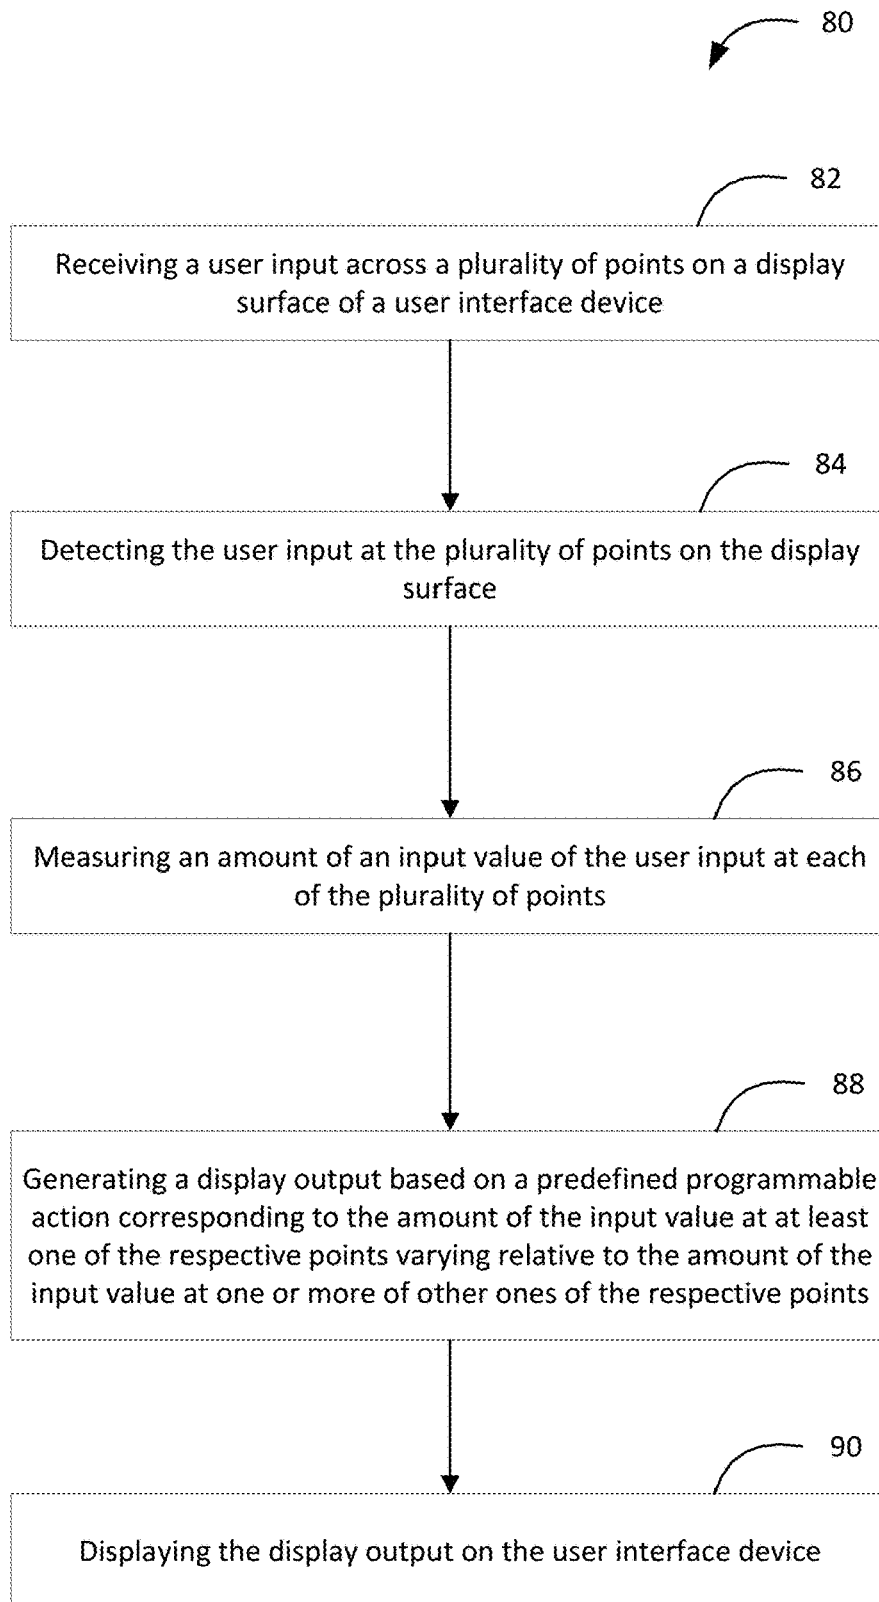 80
82
Receiving a user input across a plurality of points on a display
surface of a user interface device
84
Detecting the user input at the plurality of points on the display
surface
86
Measuring an amount of an input value of the user input at each
of the plurality of points
88
Generating a display output based on a predefined programmable
action corresponding to the amount of the input value at at least
one of the respective points varying relative to the amount of the
input value at one or more of other ones of the respective points
90
Displaying the display output on the user interface device